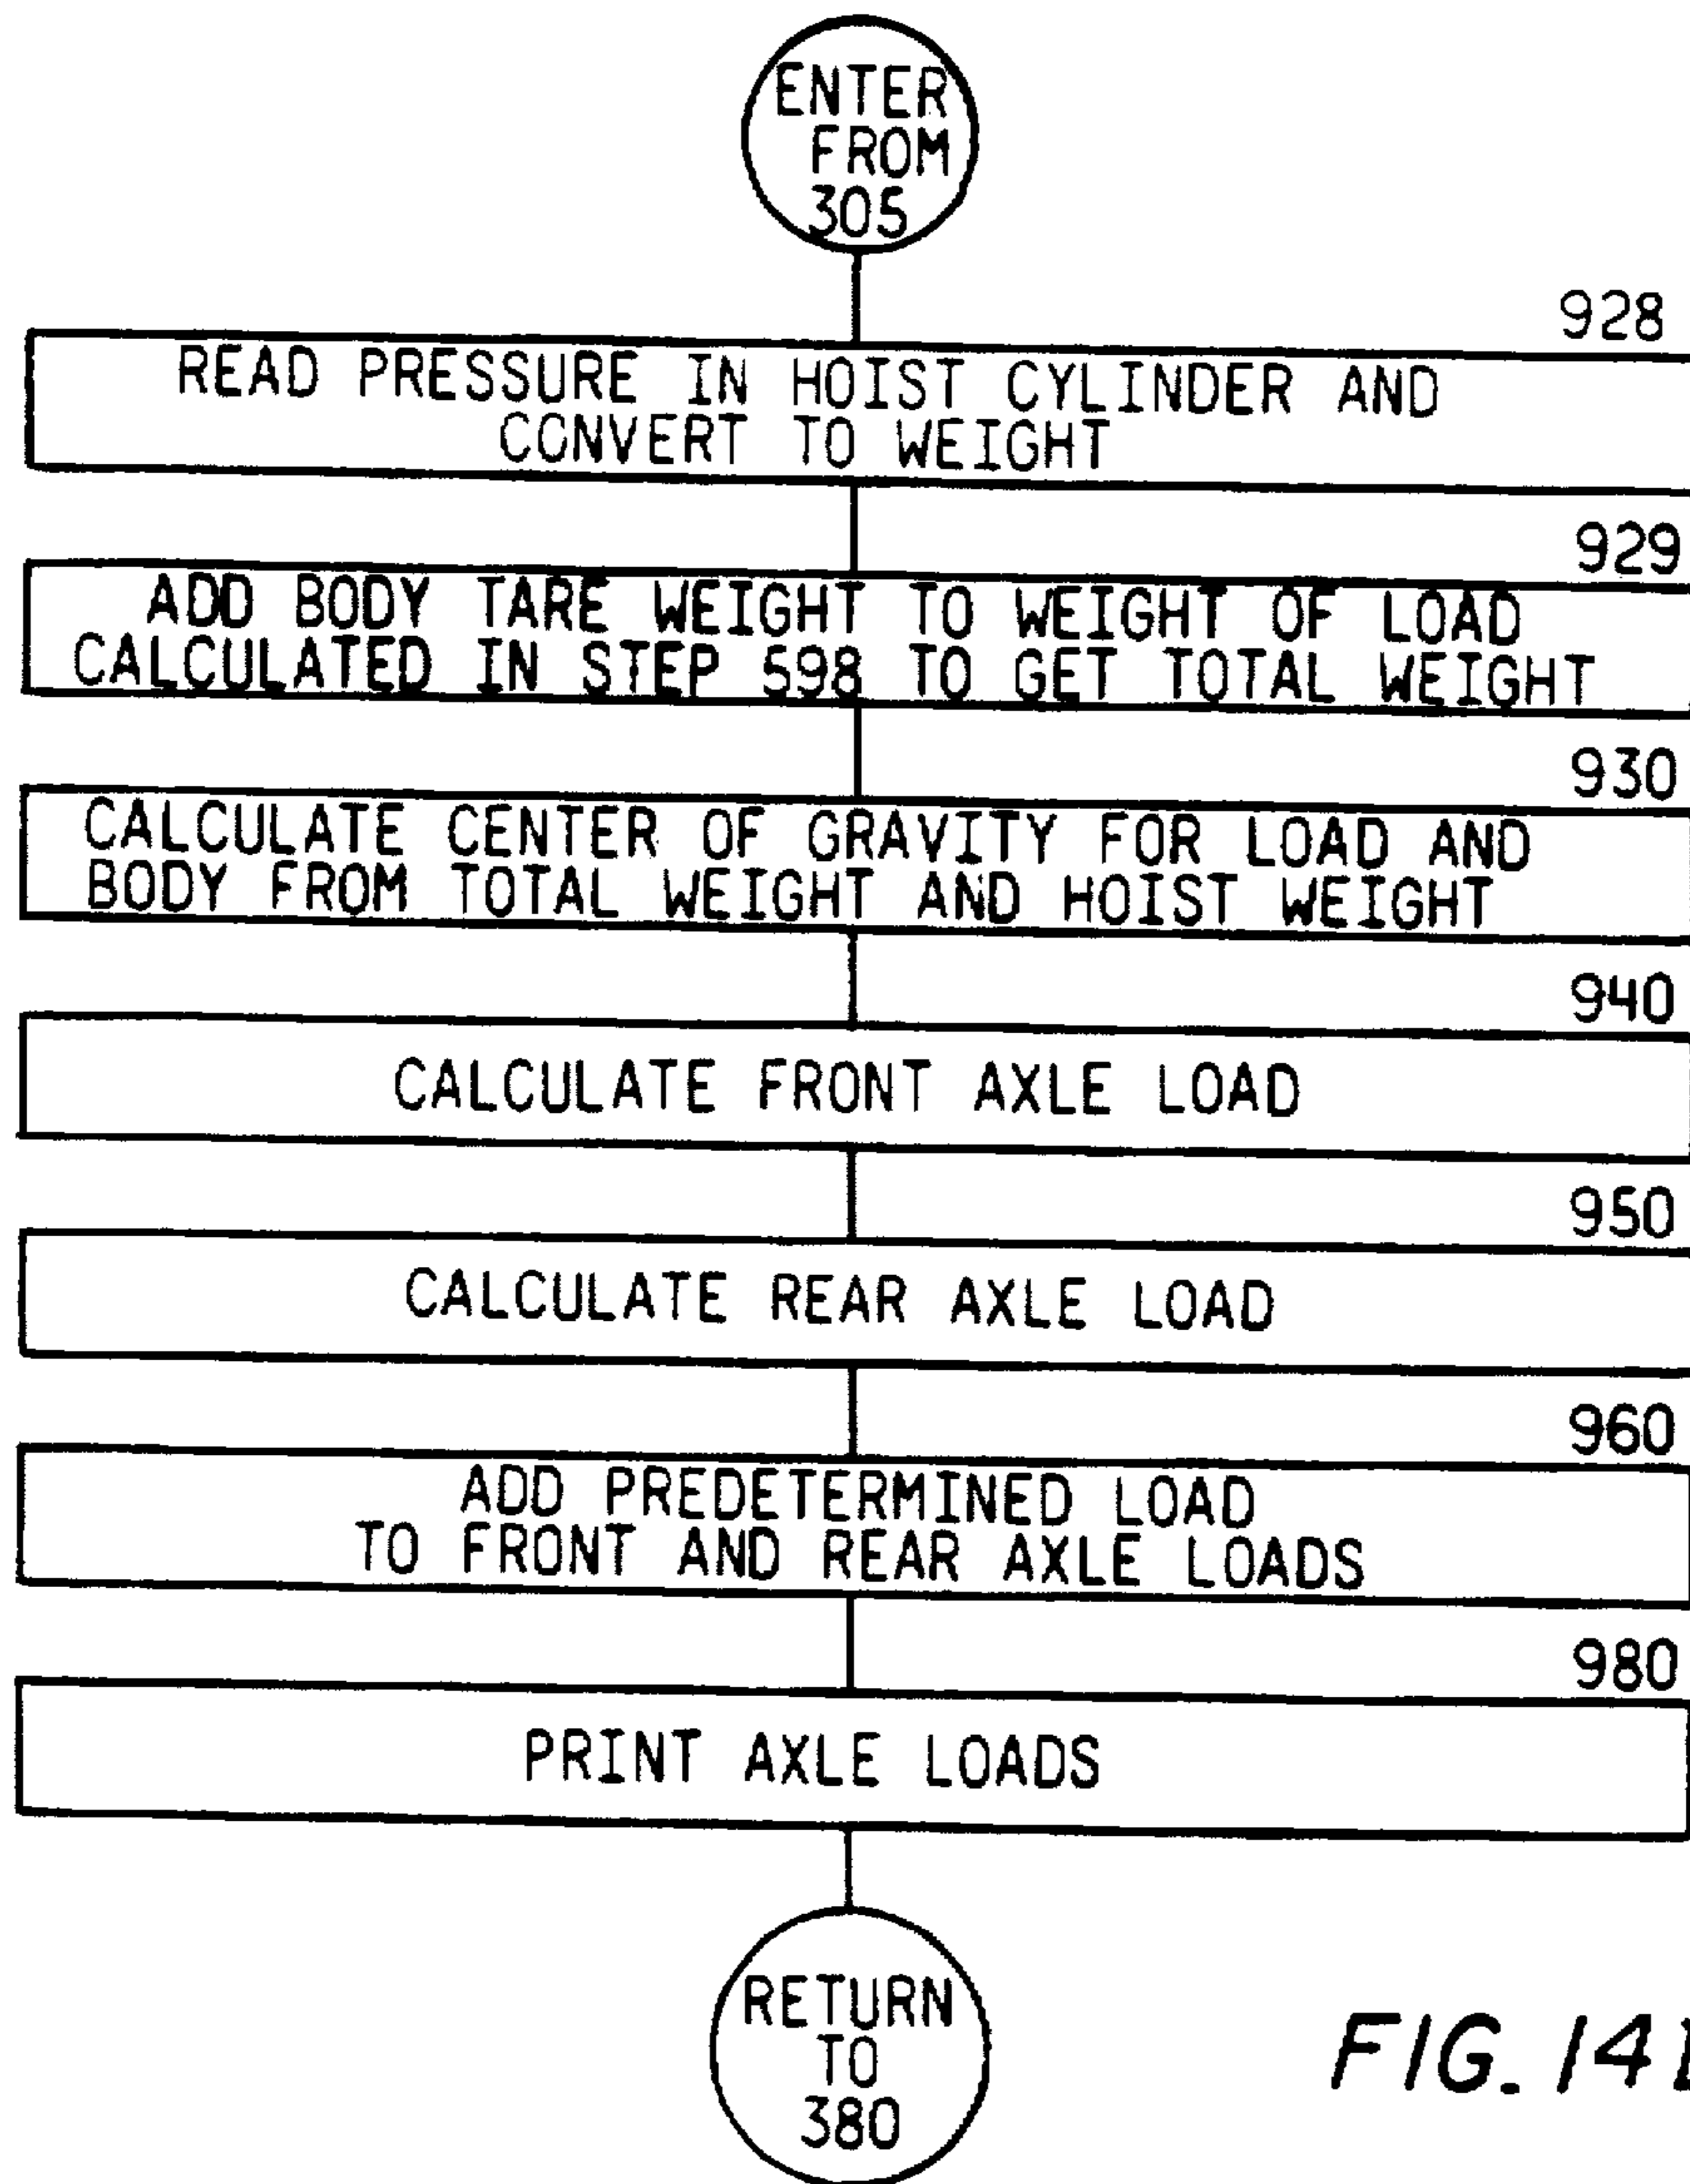 ENTER
FROM
305
928
READ PRESSURE IN HOIST CYLINDER AND
CONVERT TO WEIGHT
929
ADD BODY TARE WEIGHT TO WEIGHT OF LOAD
CALCULATED IN STEP 598 TO GET TOTAL WEIGHT
930
CALCULATE CENTER OF GRAVITY FOR LOAD AND
BODY FROM TOTAL WEIGHT AND HOIST WEIGHT
940
CALCULATE FRONT AXLE LOAD
950
CALCULATE REAR AXLE LOAD
960
ADD PREDETERMINED LOAD
TO FRONT AND REAR AXLE LOADS
980
PRINT AXLE LOADS
RETURN
TO
380
FIG.